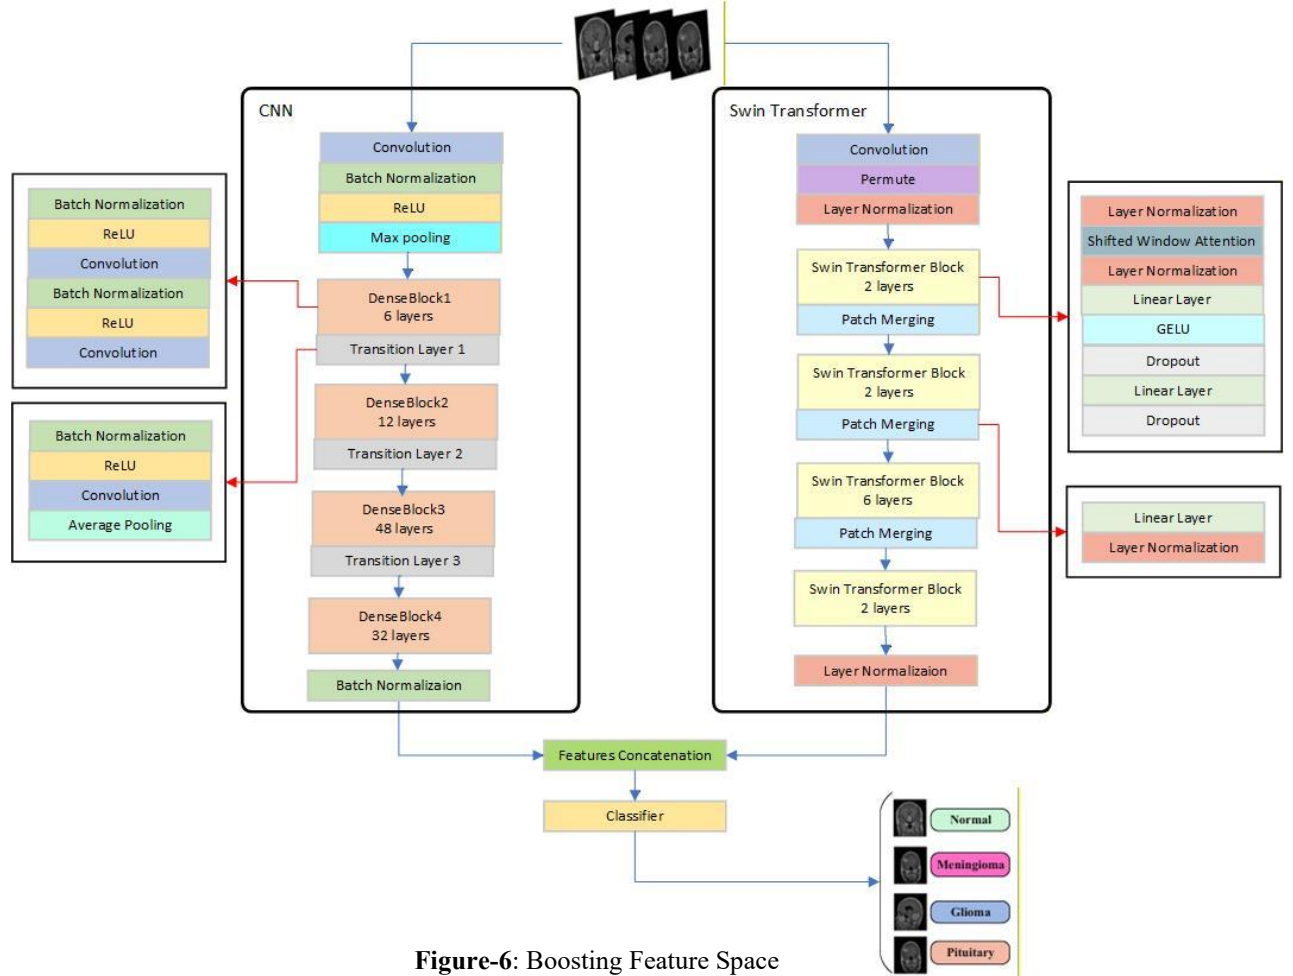 CNN
Convolution
Batch Normalization
ReLU
Max pooling
DenseBlock1
6 layers
Transition Layer 1
DenseBlock2
12 layers
Transition Layer 2
DenseBlock3
48 layers
Transition Layer 3
DenseBlock4
32 layers
Batch Normalizaion
Batch Normalization
ReLU
Convolution
Batch Normalization
ReLU
Convolution
Batch Normalization
ReLU
Convolution
Average Pooling
Swin Transformer
Convolution
Permute
Layer Normalization
Swin Transformer Block
2 layers
Patch Merging
Swin Transformer Block
2 layers
Patch Merging
Swin Transformer Block
6 layers
Patch Merging
Swin Transformer Block
2 layers
Layer Normalizaion
Layer Normalization
Shifted Window Attention
Layer Normalization
Linear Layer
GELU
Dropout
Linear Layer
Dropout
Linear Layer
Layer Normalization
Features Concatenation
Classifier
Normal
Meningioma
Glioma
Pituitary
Figure-6: Boosting Feature Space